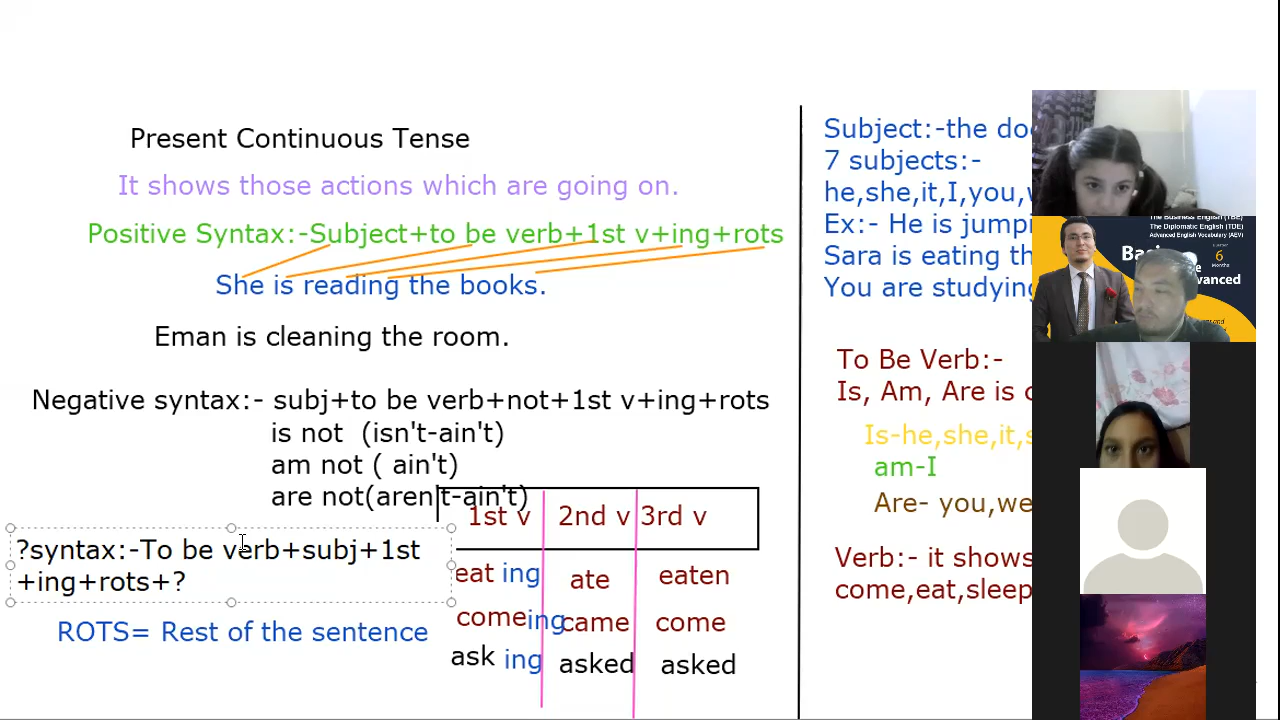 Present Continuous Tense
It shows those actions which are going on.
Positive Syntax:-Subject+to be verb+1st v+ing+rots
She is reading the books.
Eman is cleaning the room.
Negative syntax:- subj+to be verb+not+1st v+ing+rots
is not (isn't-ain't)
am not ( ain't)
are not(aren't-ain't)
?syntax:-To be verb+subj+1st
+ing+rots+?
ROTS= Rest of the sentence
1st v 2nd v 3rd v
eat ing ate eaten
comeing came come
ask ing asked asked
Subject:-the do
7 subjects:-
he,she,it,I,you,
Ex:- He is jumpi
Sara is eating th
You are studying
To Be Verb:-
Is, Am, Are is
Is-he,she,it,s
am-I
Are- you,we
Verb:- it shows
come,eat,sleep
The Business English (TBE)
The Diplomatic English (TDE)
Advanced English Vocabulary (AEV)
6
Months
vanced